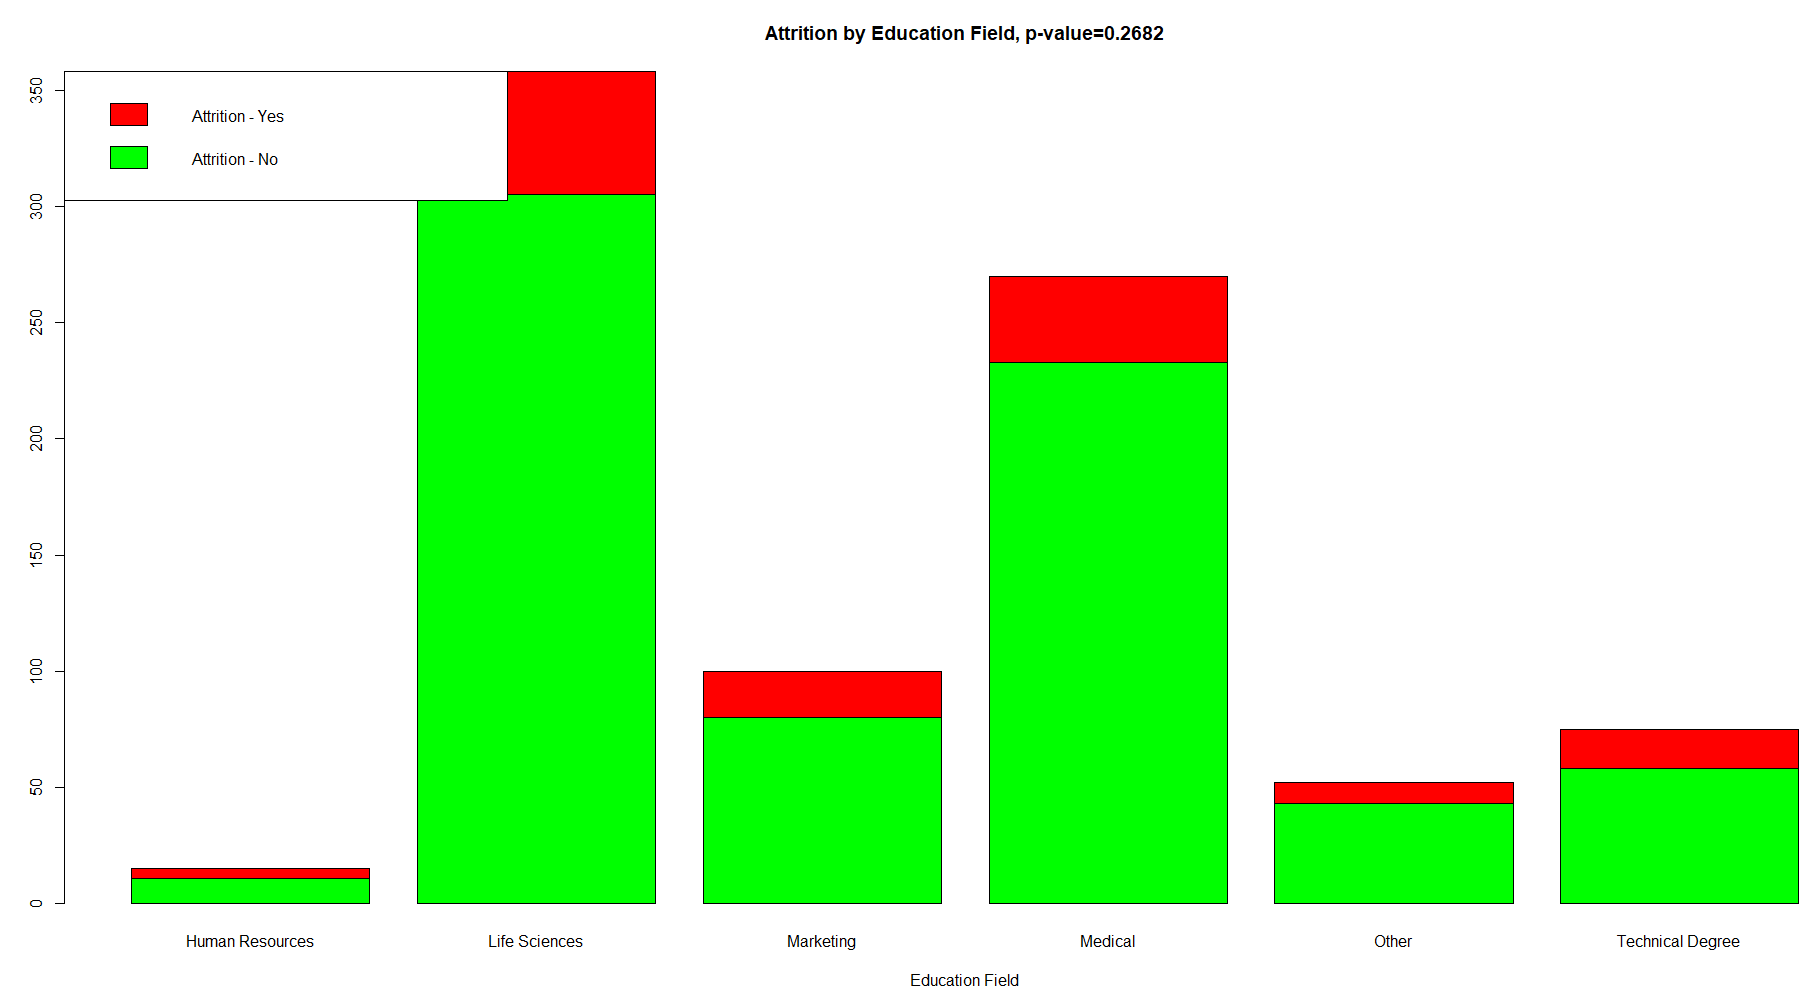 Attrition by Education Field, p-value=0.2682
350
300
250
200
150
100
50
0
Attrition - Yes
Attrition - No
Human Resources Life Sciences Marketing Medical Other Technical Degree
Education Field